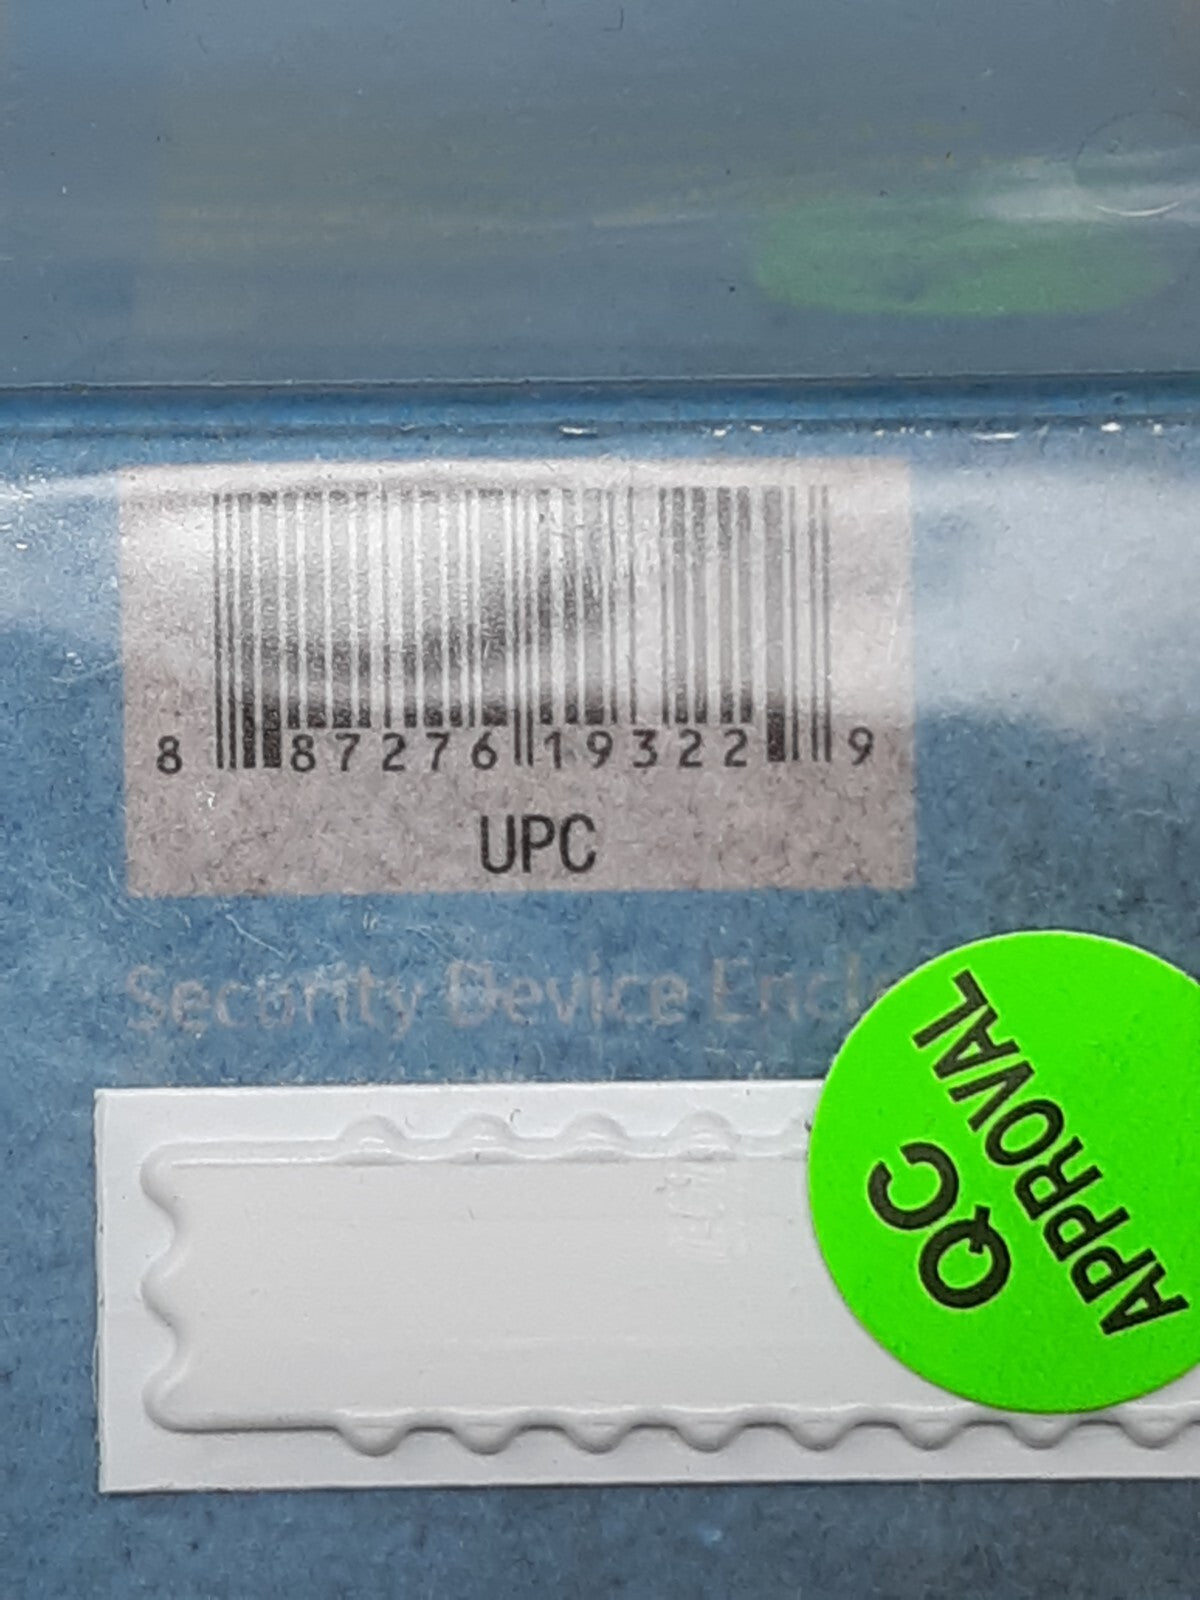 8 87276 19322 9
UPC
Security Device
QC
APPROVAL